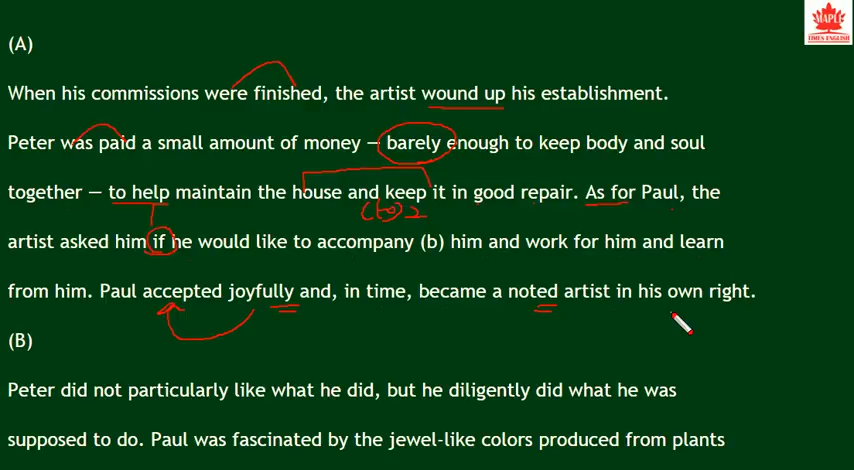 MAPLE
TIMES ENGLISH
(A)
When his commissions were finished, the artist wound up his establishment.
Peter was paid a small amount of money – barely enough to keep body and soul
together – to help maintain the house and keep it in good repair. As for Paul, the
(to) 2
artist asked him if he would like to accompany (b) him and work for him and learn
from him. Paul accepted joyfully and, in time, became a noted artist in his own right.
(B)
Peter did not particularly like what he did, but he diligently did what he was
supposed to do. Paul was fascinated by the jewel-like colors produced from plants